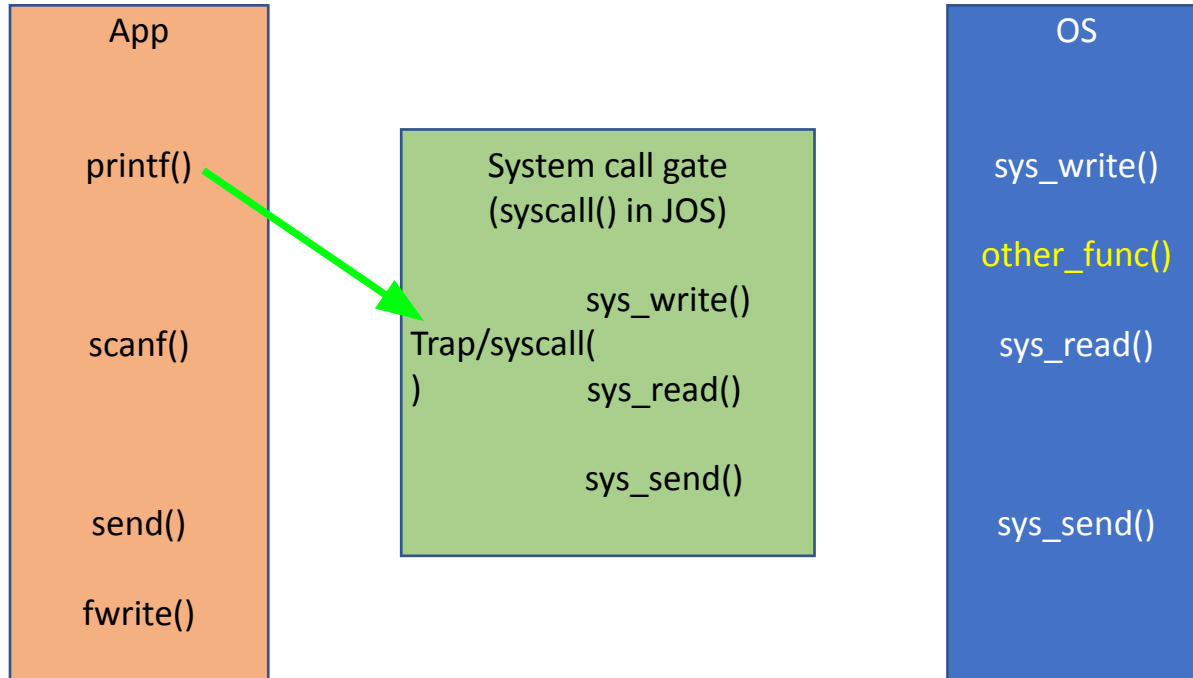 App
printf()
scanf()
send()
fwrite()
System call gate
(syscall() in JOS)
sys_write()
Trap/syscall(
)
sys_read()
sys_send()
OS
sys_write()
other_func()
sys_read()
sys_send()